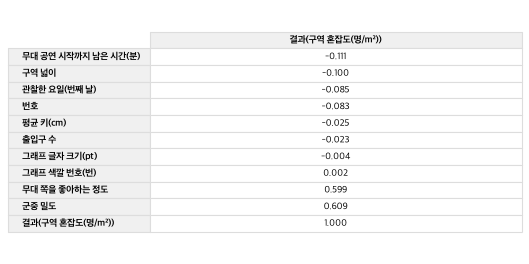 결과(구역 혼잡도(명/m²))
무대 공연 시작까지 남은 시간(분) -0.111
구역 넓이 -0.100
관찰한 요일(번째 날) -0.085
번호 -0.083
평균 키(cm) -0.025
출입구 수 -0.023
그래프 글자 크기(pt) -0.004
그래프 색깔 번호(번) 0.002
무대 쪽을 좋아하는 정도 0.599
군중 밀도 0.609
결과(구역 혼잡도(명/m²)) 1.000